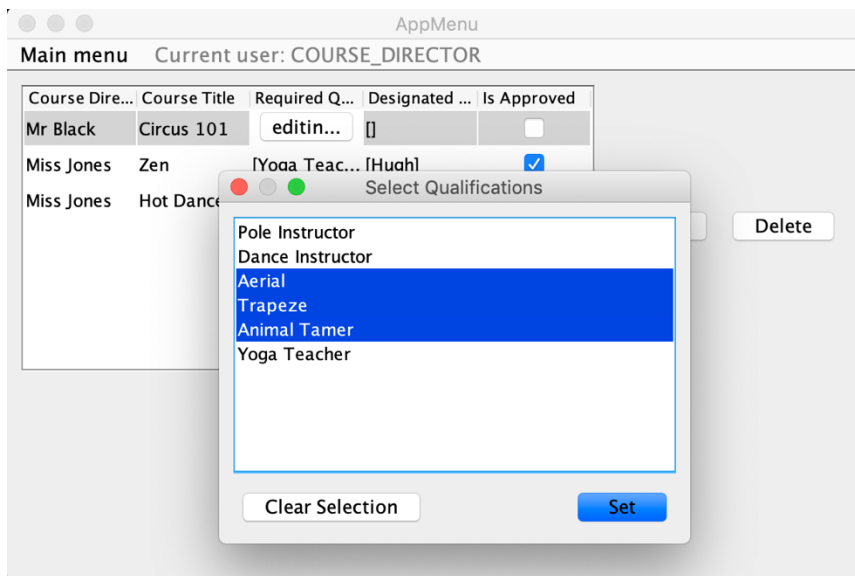 AppMenu
Main menu Current user: COURSE_DIRECTOR
Course Dire... Course Title Required Q... Designated ... Is Approved
Mr Black Circus 101 editin... []
Miss Jones Zen [Yoga Teac... [Hugh]
Miss Jones Hot Dance
Select Qualifications
Delete
Pole Instructor
Dance Instructor
Aerial
Trapeze
Animal Tamer
Yoga Teacher
Clear Selection Set